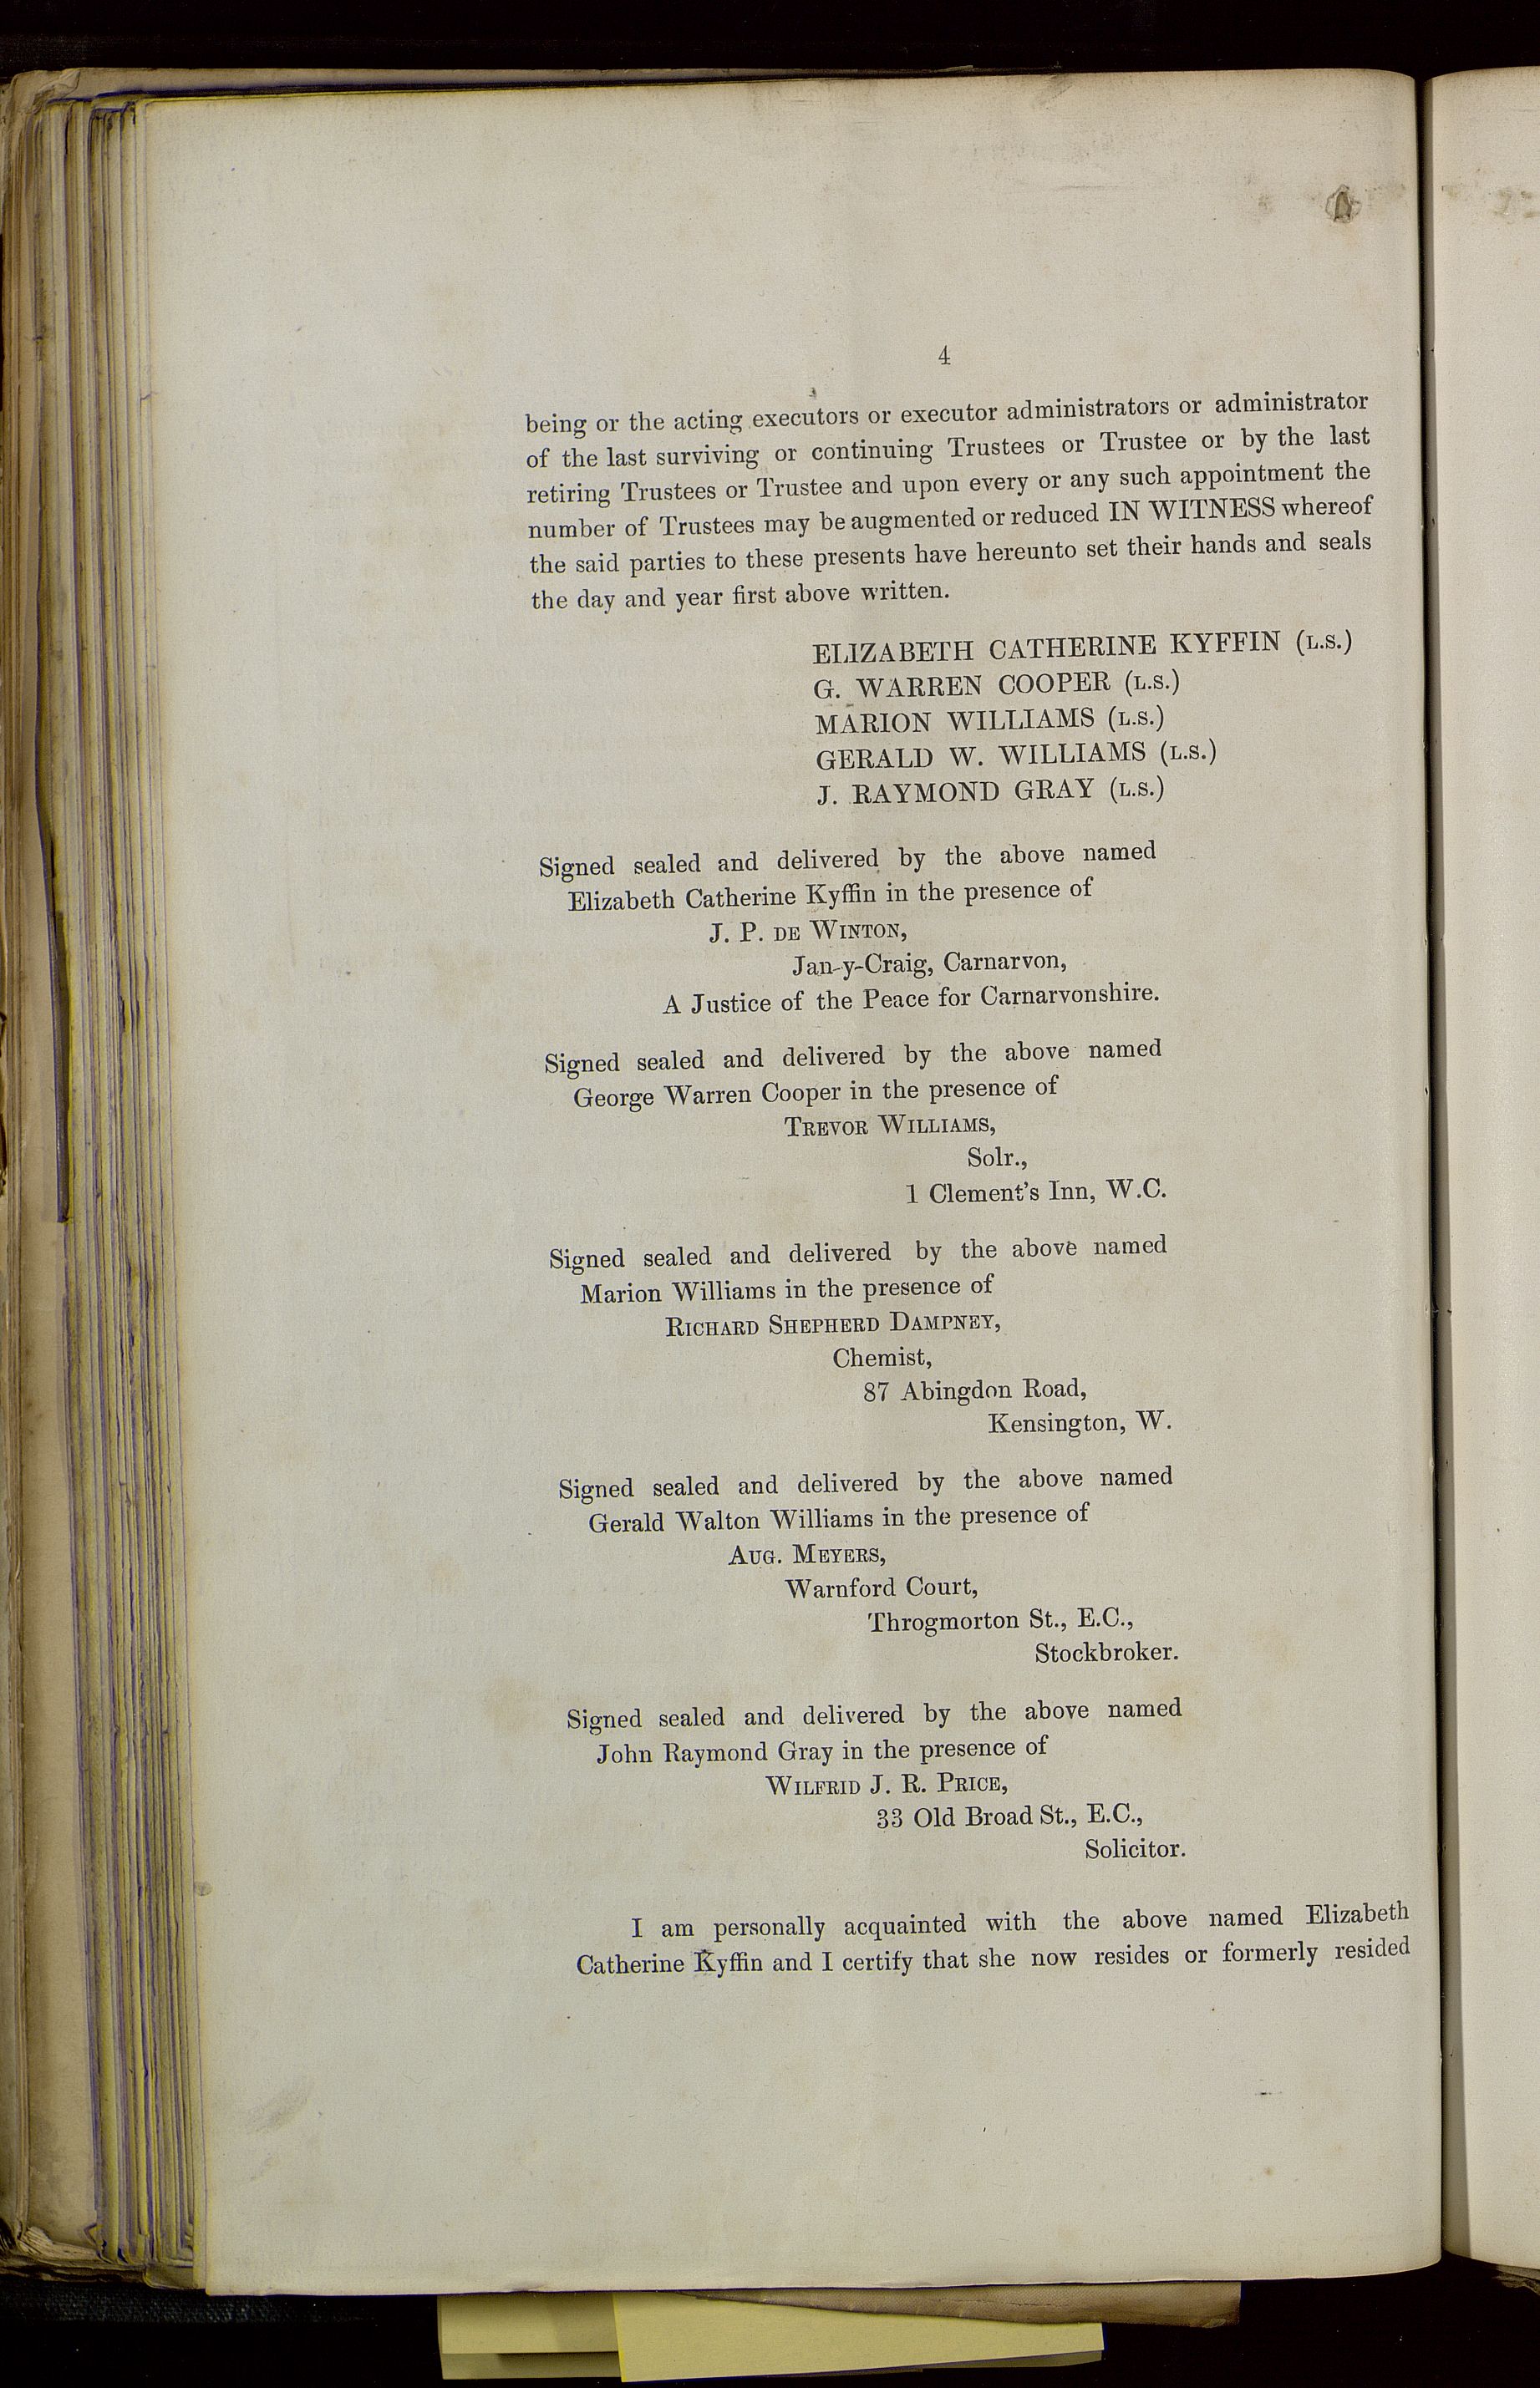 4
being or the acting executors or executor administrators or administrator
of the last surviving or continuing Trustees or Trustee or by the last
retiring Trustees or Trustee and upon every or any such appointment the
number of Trustees may be augmented or reduced IN WITNESS whereof
the said parties to these presents have hereunto set their hands and seals
the day and year first above written.
ELIZABETH CATHERINE KYFFIN (L.S.)
G. WARREN COOPER (L.S.)
MARION WILLIAMS (L.S.)
GERALD W. WILLIAMS (L.S.)
J. RAYMOND GRAY (L.S.)
Signed sealed and delivered by the above named
Elizabeth Catherine Kyffin in the presence of
J. P. DE WINTON,
Jan-y-Craig, Carnarvon,
A Justice of the Peace for Carnarvonshire.
Signed sealed and delivered by the above named
George Warren Cooper in the presence of
TREVOR WILLIAMS,
Solr.,
1 Clement's Inn, W.C.
Signed sealed and delivered by the above named
Marion Williams in the presence of
RICHARD SHEPHERD DAMPNEY,
Chemist,
87 Abingdon Road,
Kensington, W.
Signed sealed and delivered by the above named
Gerald Walton Williams in the presence of
AUG. MEYERS,
Warnford Court,
Throgmorton St., E.C.,
Stockbroker.
Signed sealed and delivered by the above named
John Raymond Gray in the presence of
WILFRID J. R. PRICE,
33 Old Broad St., E.C.,
Solicitor.
I am personally acquainted with the above named Elizabeth
Catherine Kyffin and I certify that she now resides or formerly resided